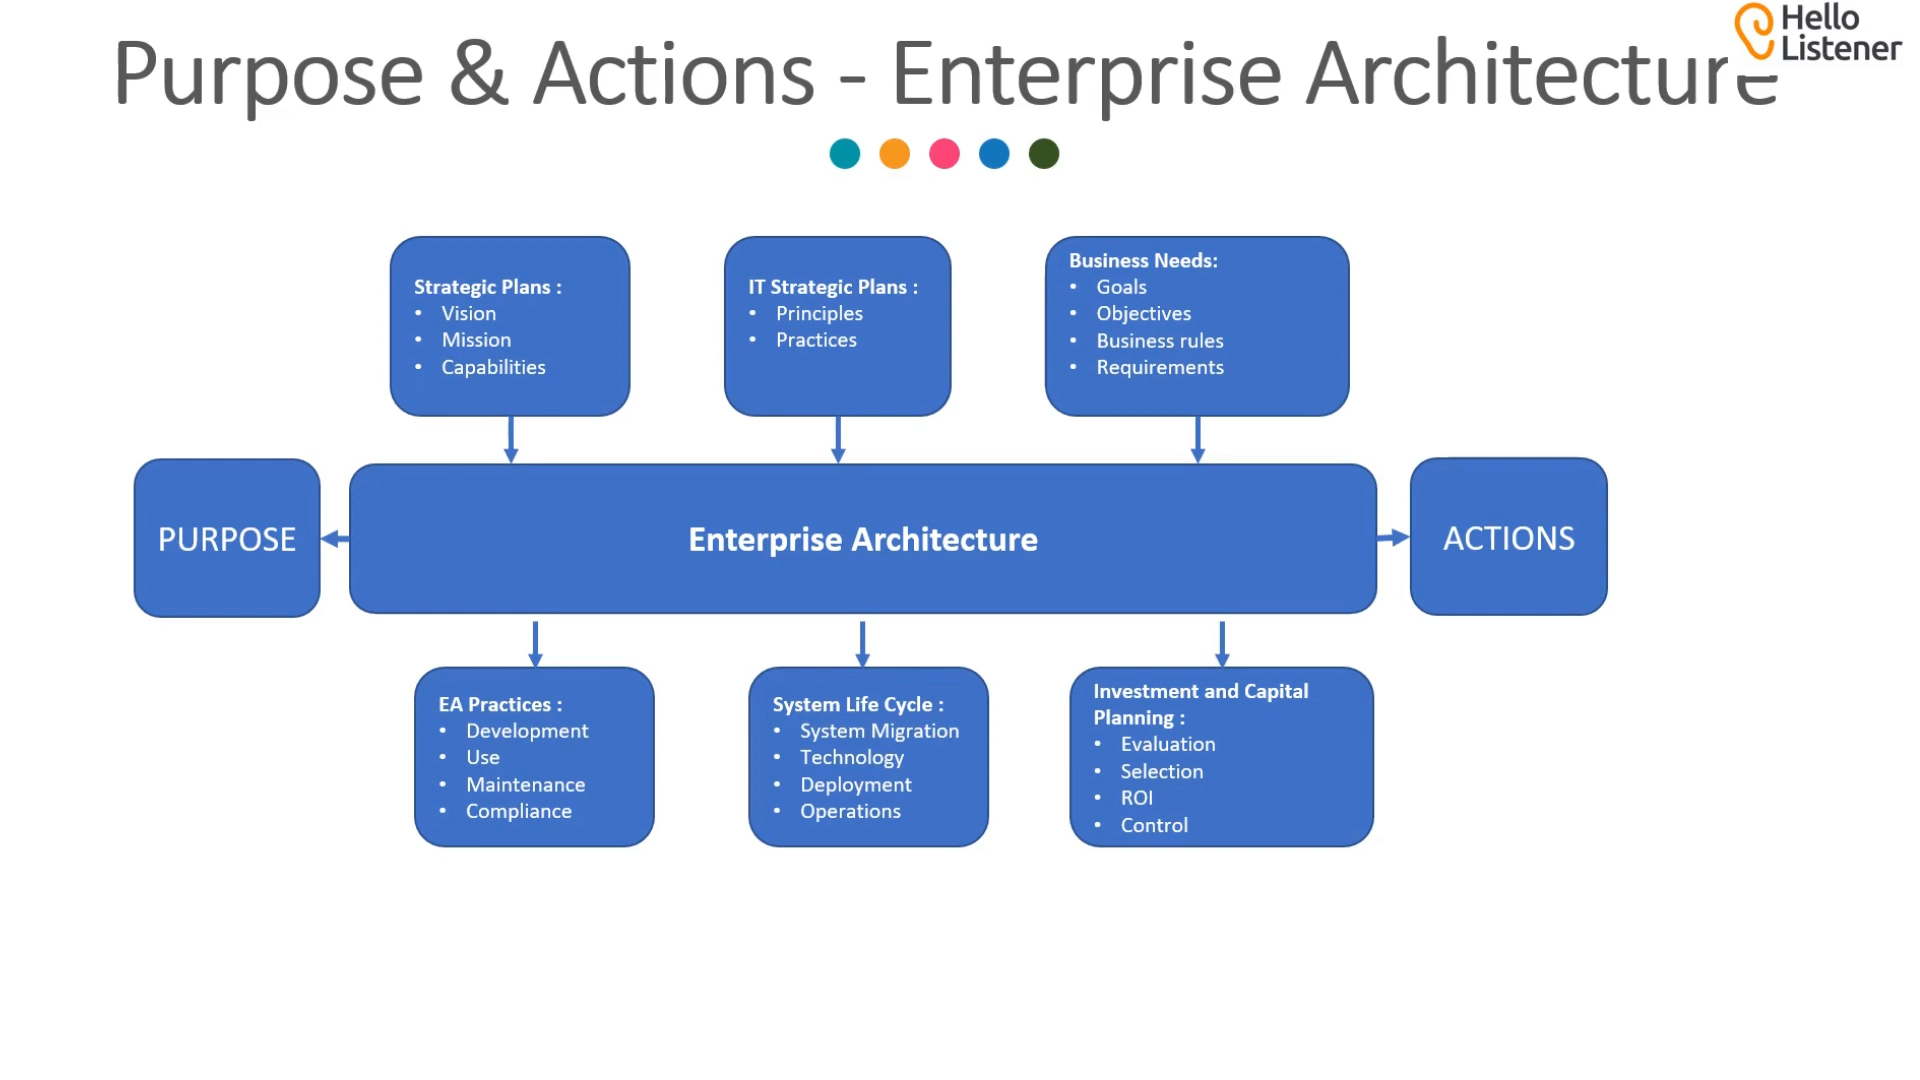 Hello
Listener
Purpose & Actions - Enterprise Architecture
Strategic Plans :
• Vision
• Mission
• Capabilities
IT Strategic Plans :
• Principles
• Practices
Business Needs:
• Goals
• Objectives
• Business rules
• Requirements
PURPOSE
Enterprise Architecture
ACTIONS
EA Practices :
• Development
• Use
• Maintenance
• Compliance
System Life Cycle :
• System Migration
• Technology
• Deployment
• Operations
Investment and Capital
Planning :
• Evaluation
• Selection
• ROI
• Control